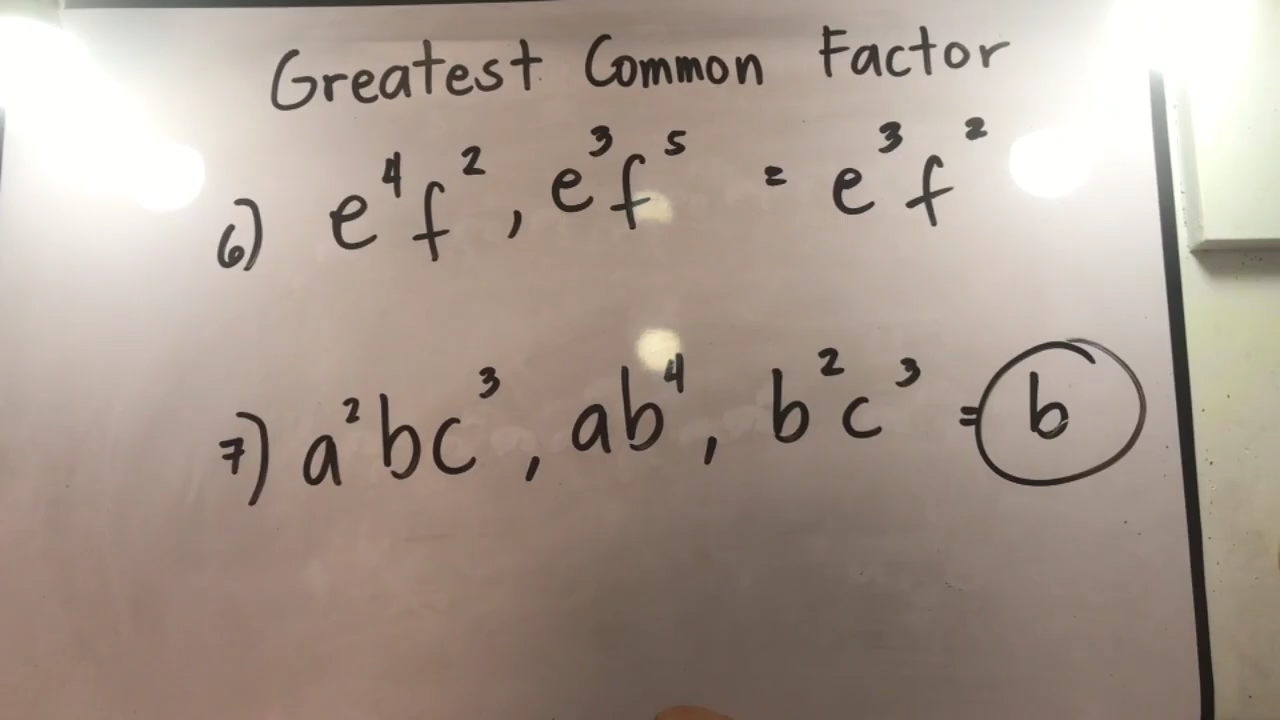 Greatest Common Factor
6) e⁴f², e³f⁵ = e³f²
7) a²bc³, ab⁴, b²c³ = b